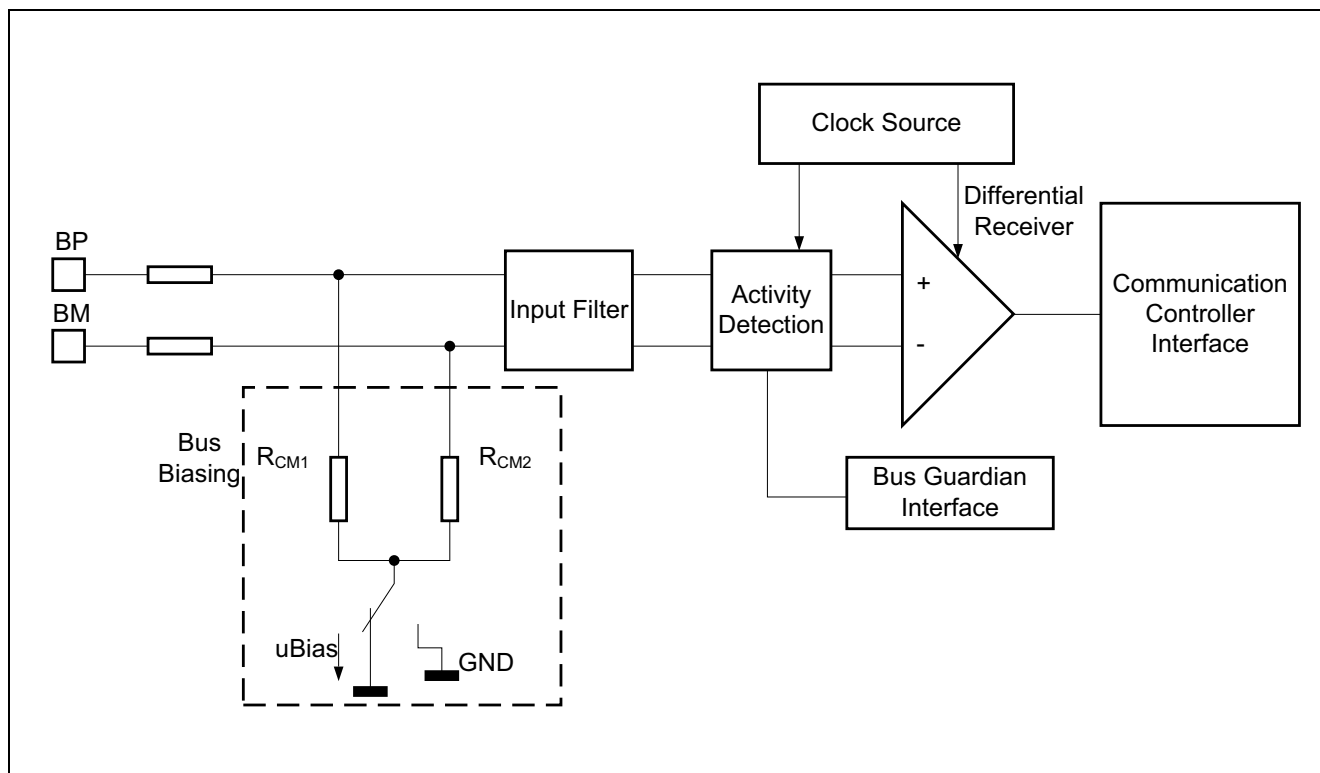 Clock Source
Differential
Receiver
BP
BM
Input Filter
Activity
Detection
+
-
Communication
Controller
Interface
Bus
Biasing
RCM1
RCM2
Bus Guardian
Interface
uBias
GND